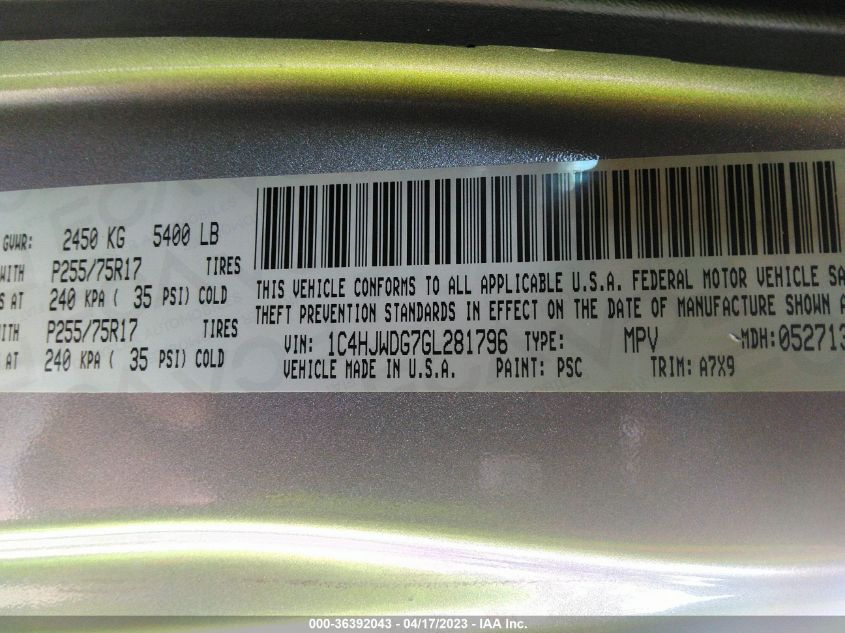 GVWR: 2450 KG 5400 LB
WITH P255/75R17 TIRES
AT 240 KPA ( 35 PSI) COLD
WITH P255/75R17 TIRES
AT 240 KPA ( 35 PSI) COLD
THIS VEHICLE CONFORMS TO ALL APPLICABLE U.S.A. FEDERAL MOTOR VEHICLE SA
THEFT PREVENTION STANDARDS IN EFFECT ON THE DATE OF MANUFACTURE SHOWN A
VIN: 1C4HJWDG7GL281796 TYPE: MPV MDH: 052713
VEHICLE MADE IN U.S.A. PAINT: PSC TRIM: A7X9
000-36392043 - 04/17/2023 - IAA Inc.